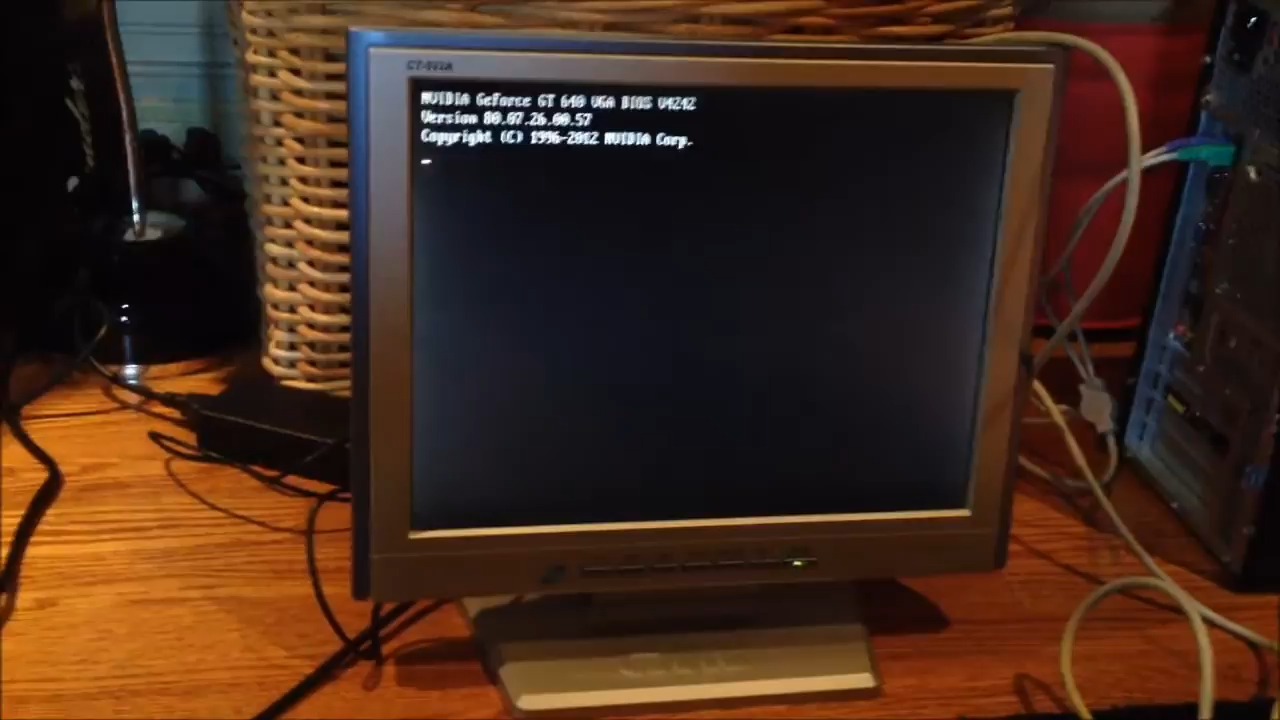 NVIDIA GeForce GT 640 VGA BIOS V4242
Version 80.07.26.00.57
Copyright (C) 1996-2012 NVIDIA Corp.